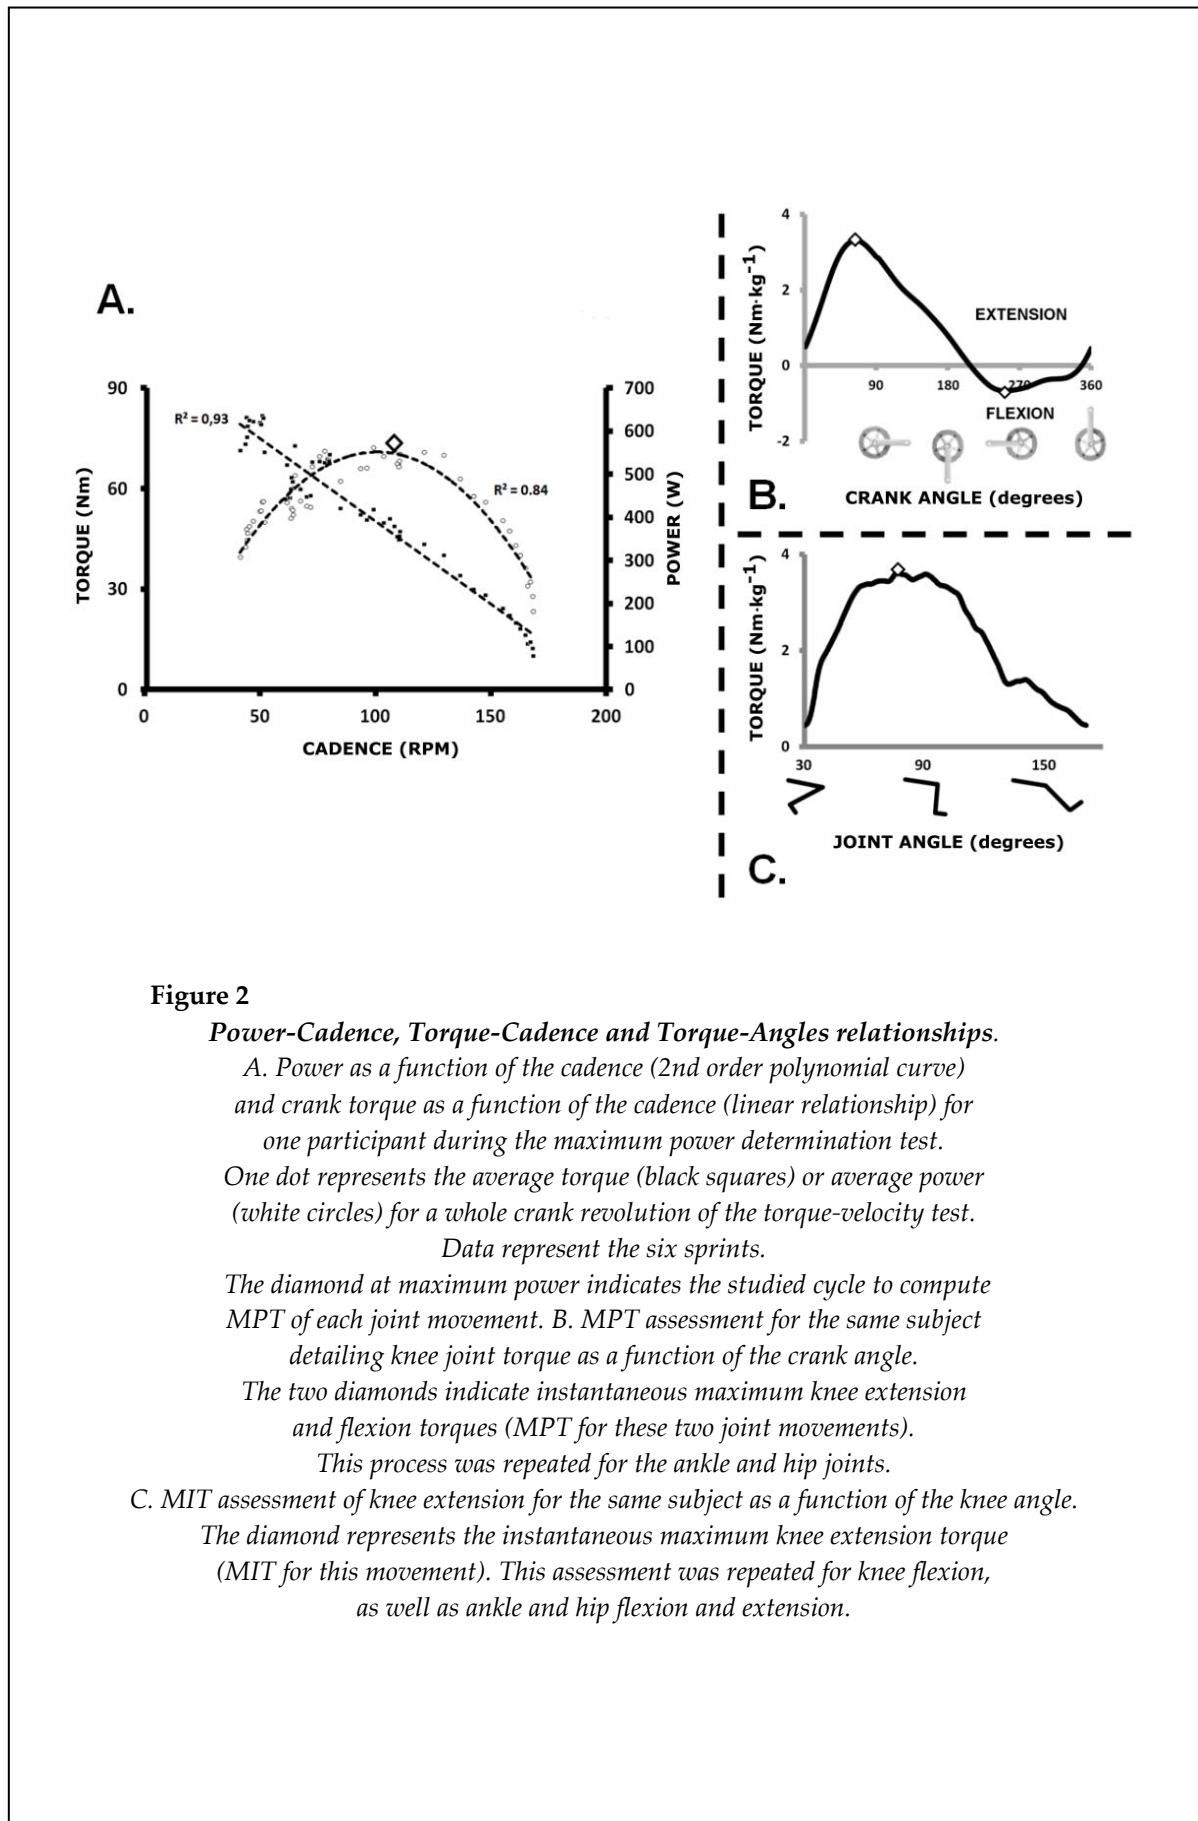 A.
90
60
30
0
TORQUE (Nm)
R² = 0,93
R² = 0.84
700
600
500
400
300
200
100
0
POWER (W)
0 50 100 150 200
CADENCE (RPM)
4
2
0
-2
TORQUE (Nm·kg⁻¹)
EXTENSION
90 180 270 360
FLEXION
B.
CRANK ANGLE (degrees)
4
2
0
TORQUE (Nm·kg⁻¹)
30 90 150
JOINT ANGLE (degrees)
C.
Figure 2
Power-Cadence, Torque-Cadence and Torque-Angles relationships.
A. Power as a function of the cadence (2nd order polynomial curve)
and crank torque as a function of the cadence (linear relationship) for
one participant during the maximum power determination test.
One dot represents the average torque (black squares) or average power
(white circles) for a whole crank revolution of the torque-velocity test.
Data represent the six sprints.
The diamond at maximum power indicates the studied cycle to compute
MPT of each joint movement. B. MPT assessment for the same subject
detailing knee joint torque as a function of the crank angle.
The two diamonds indicate instantaneous maximum knee extension
and flexion torques (MPT for these two joint movements).
This process was repeated for the ankle and hip joints.
C. MIT assessment of knee extension for the same subject as a function of the knee angle.
The diamond represents the instantaneous maximum knee extension torque
(MIT for this movement). This assessment was repeated for knee flexion,
as well as ankle and hip flexion and extension.